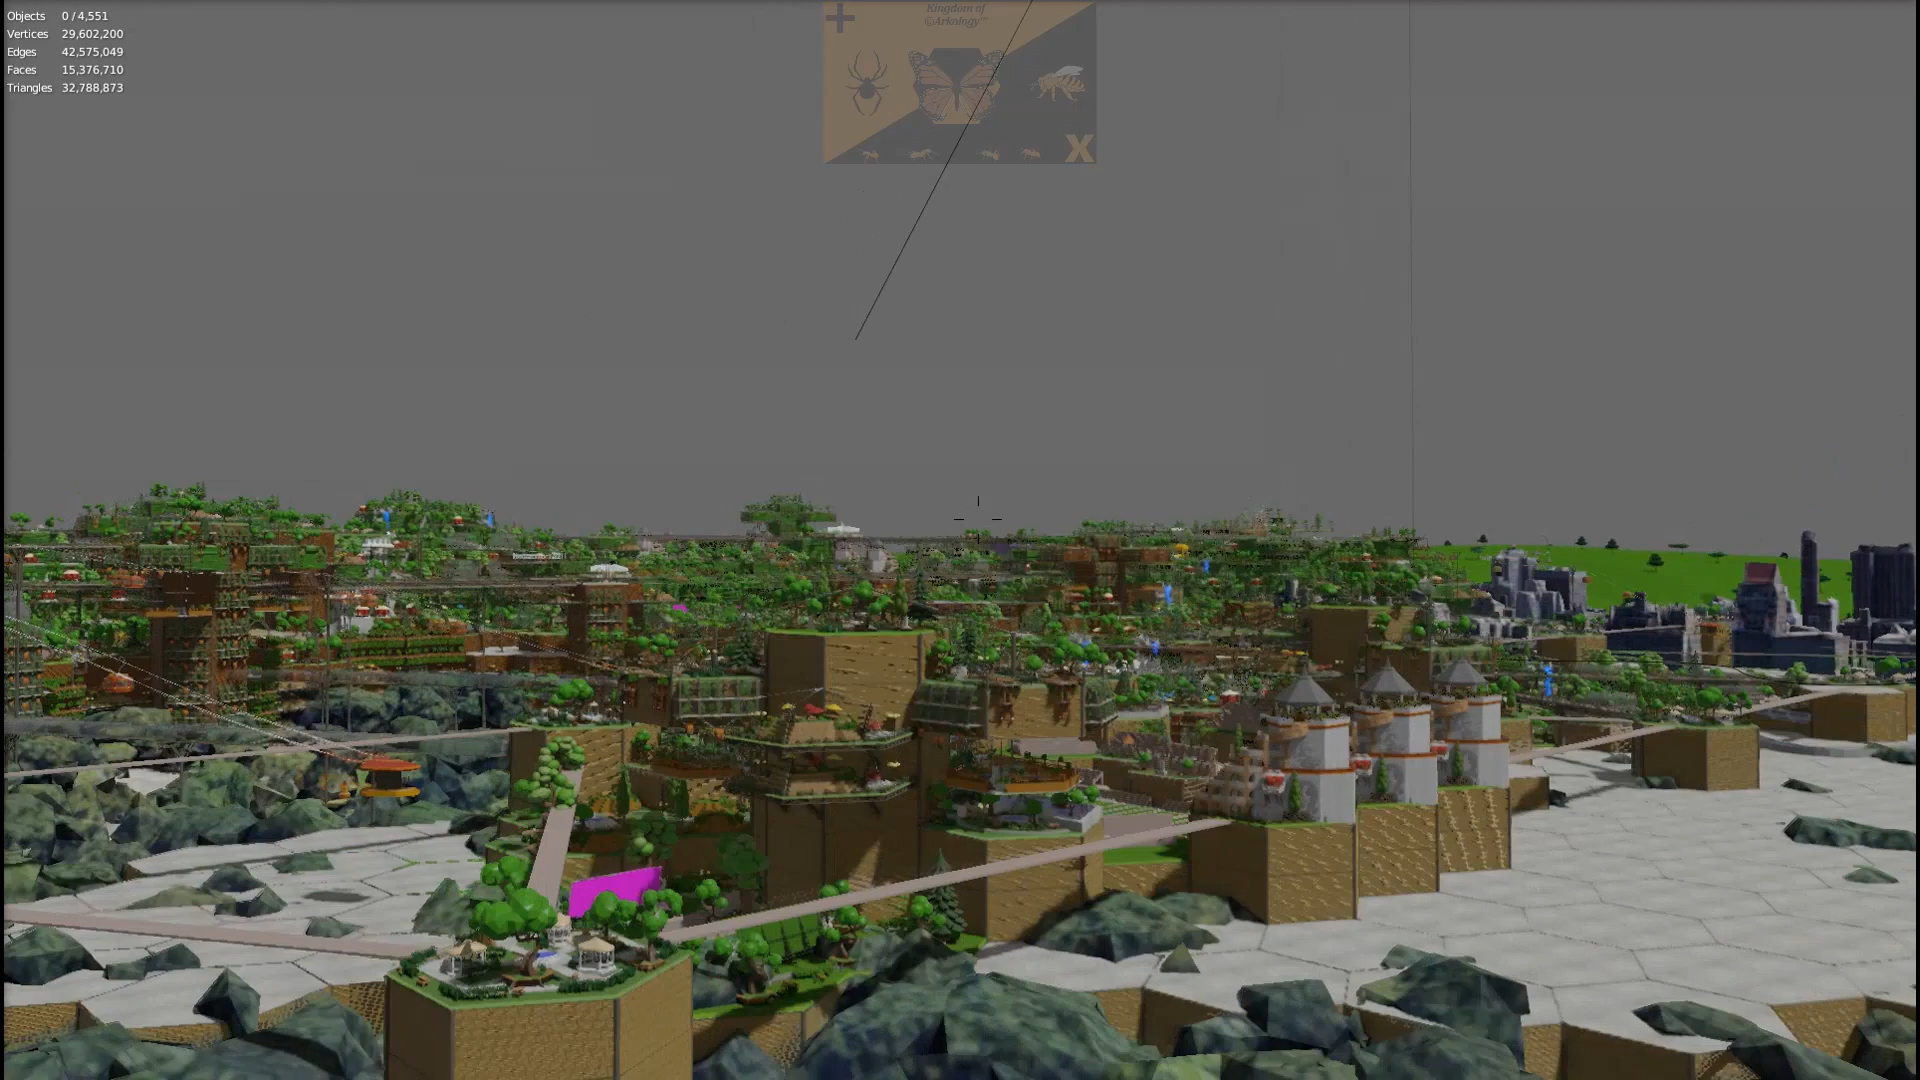 Objects 0 / 4,551
Vertices 29,602,200
Edges 42,575,049
Faces 15,376,710
Triangles 32,788,873
Kingdom of
©Arknology™
X